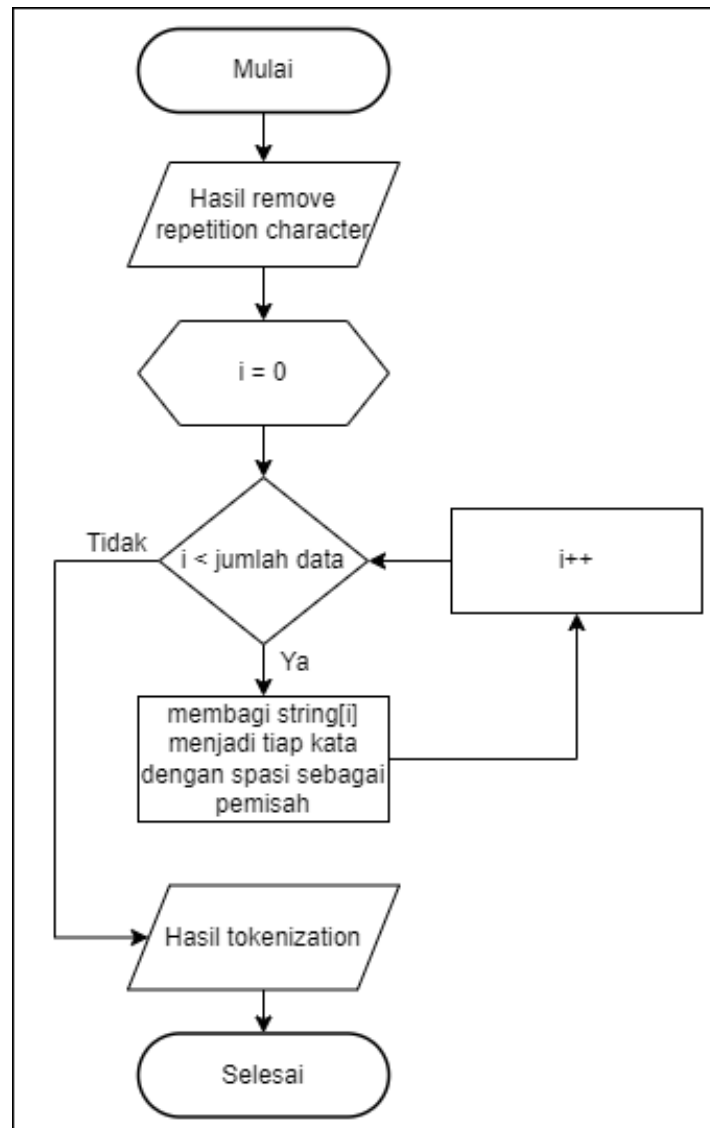 Mulai
Hasil remove
repetition character
i = 0
Tidak
i < jumlah data
i++
Ya
membagi string[i]
menjadi tiap kata
dengan spasi sebagai
pemisah
Hasil tokenization
Selesai